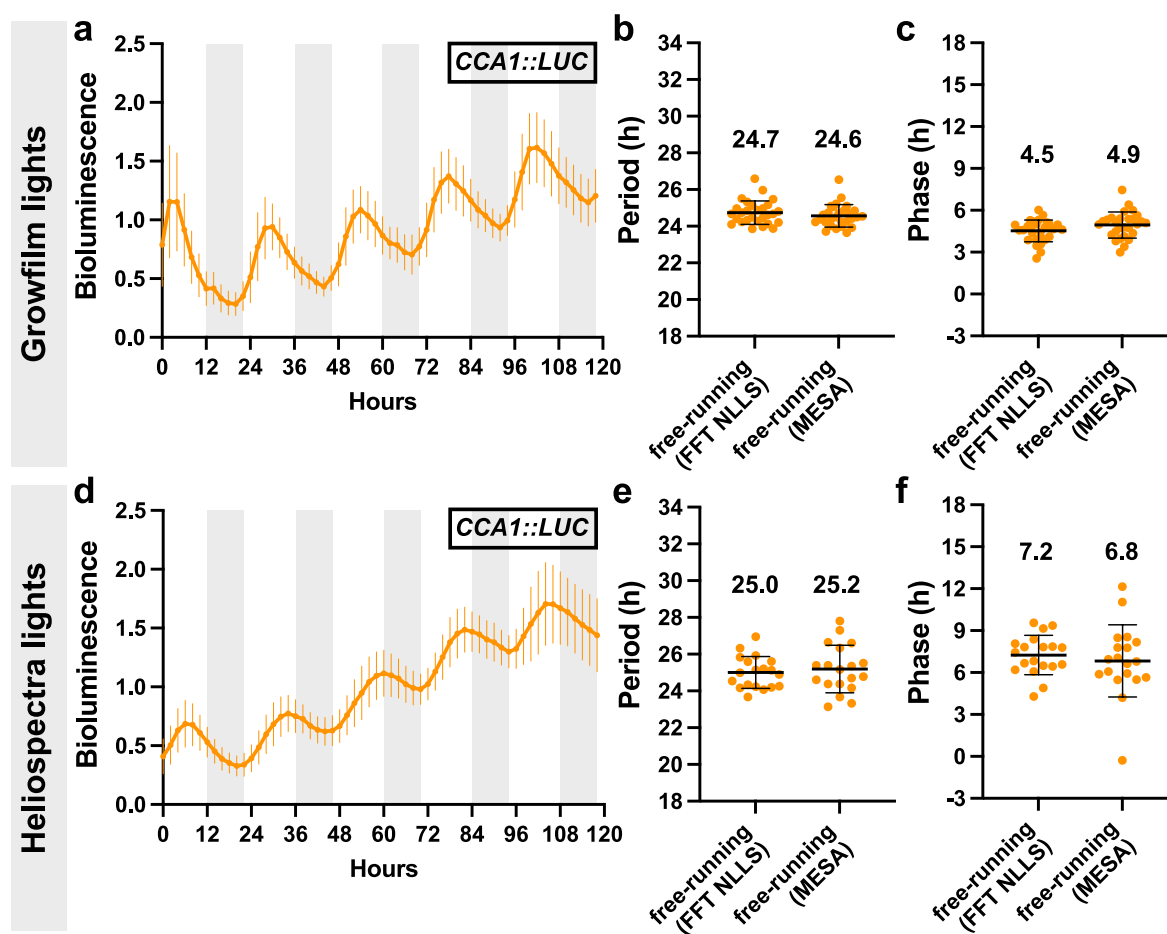 Growfilm lights
a
Bioluminescence
2.5
2.0
1.5
1.0
0.5
0.0
CCA1::LUC
0 12 24 36 48 60 72 84 96 108 120
Hours
b
Period (h)
34
32
30
28
26
24
22
20
18
24.7 24.6
free-running
(FFT NLLS)
free-running
(MESA)
c
Phase (h)
18
15
12
9
6
3
0
-3
4.5 4.9
free-running
(FFT NLLS)
free-running
(MESA)
Heliospectra lights
d
Bioluminescence
2.5
2.0
1.5
1.0
0.5
0.0
CCA1::LUC
0 12 24 36 48 60 72 84 96 108 120
Hours
e
Period (h)
34
32
30
28
26
24
22
20
18
25.0 25.2
free-running
(FFT NLLS)
free-running
(MESA)
f
Phase (h)
18
15
12
9
6
3
0
-3
7.2 6.8
free-running
(FFT NLLS)
free-running
(MESA)